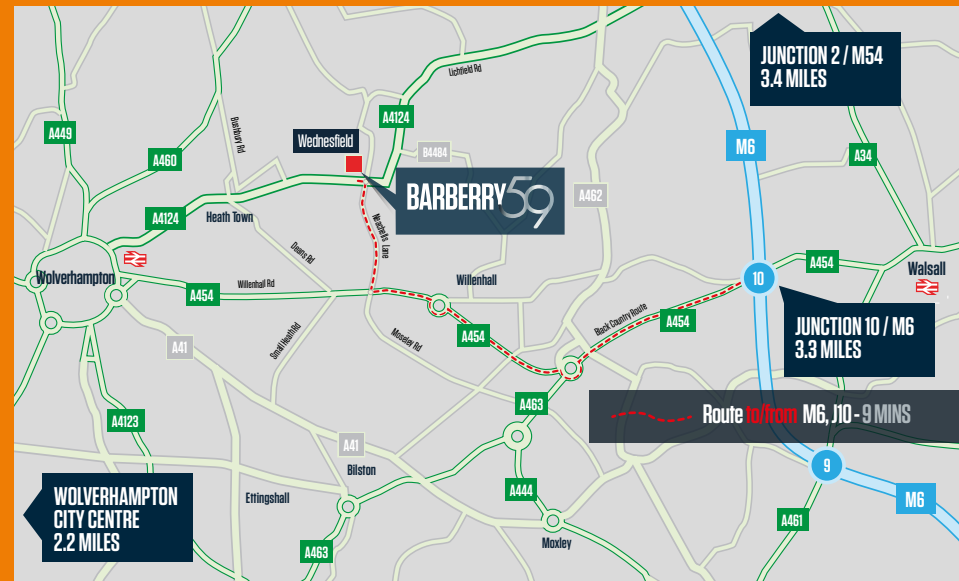 JUNCTION 2 / M54
3.4 MILES
Lichfield Rd
A4124
A449
Bushbury Rd
Wednesfield
B4484
M6
A34
A460
BARBERRY 59
A462
A4124
Heath Town
Neachells Lane
Deans Rd
Wolverhampton
Willenhall
A454
Walsall
10
Willenhall Rd
A454
Black Country Route
A454
JUNCTION 10 / M6
3.3 MILES
Small Heath Rd
Moseley Rd
A454
A41
A463
Route to/from M6, J10 - 9 MINS
A4123
A41
Bilston
9
WOLVERHAMPTON
CITY CENTRE
2.2 MILES
Ettingshall
A444
M6
A461
Moxley
A463